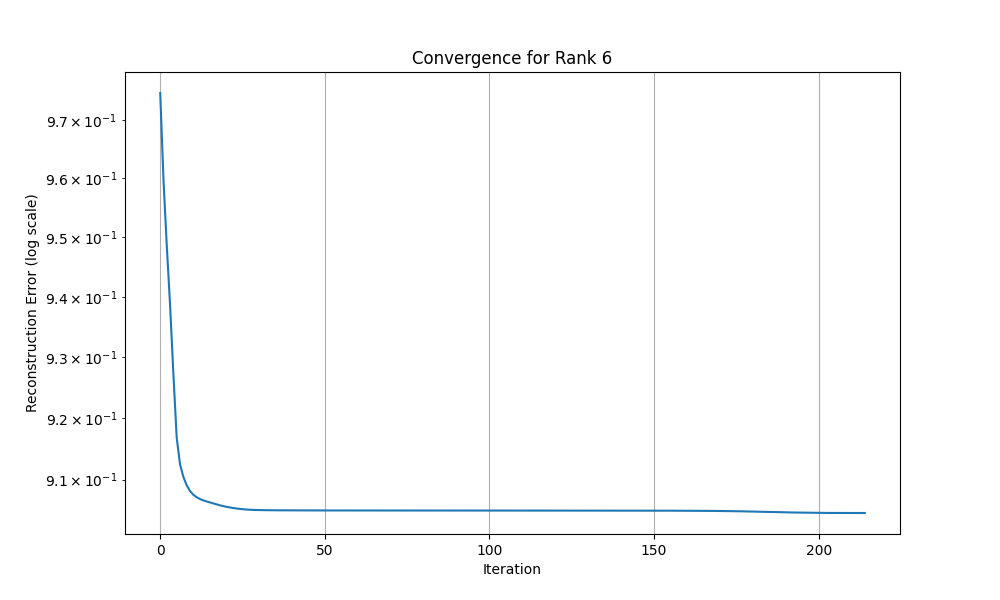 Convergence for Rank 6
Reconstruction Error (log scale)
9.7 × 10⁻¹
9.6 × 10⁻¹
9.5 × 10⁻¹
9.4 × 10⁻¹
9.3 × 10⁻¹
9.2 × 10⁻¹
9.1 × 10⁻¹
0 50 100 150 200
Iteration